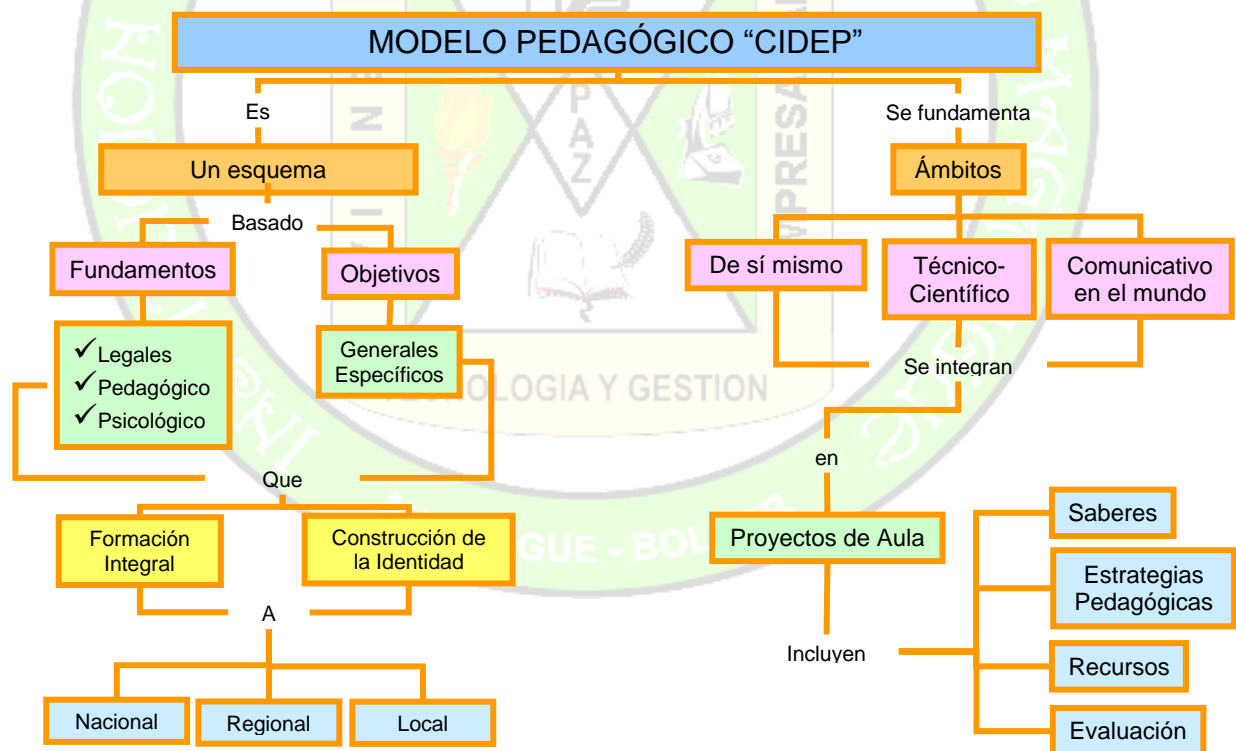 MODELO PEDAGÓGICO “CIDEP”
Es
Se fundamenta
Un esquema
Ámbitos
Basado
Fundamentos
Objetivos
De sí mismo
Técnico-
Científico
Comunicativo
en el mundo
✓Legales
✓Pedagógico
✓Psicológico
Generales
Específicos
Se integran
Que
en
Formación
Integral
Construcción de
la Identidad
Proyectos de Aula
A
Incluyen
Saberes
Estrategias
Pedagógicas
Recursos
Evaluación
Nacional
Regional
Local
PAZ
Y GESTION